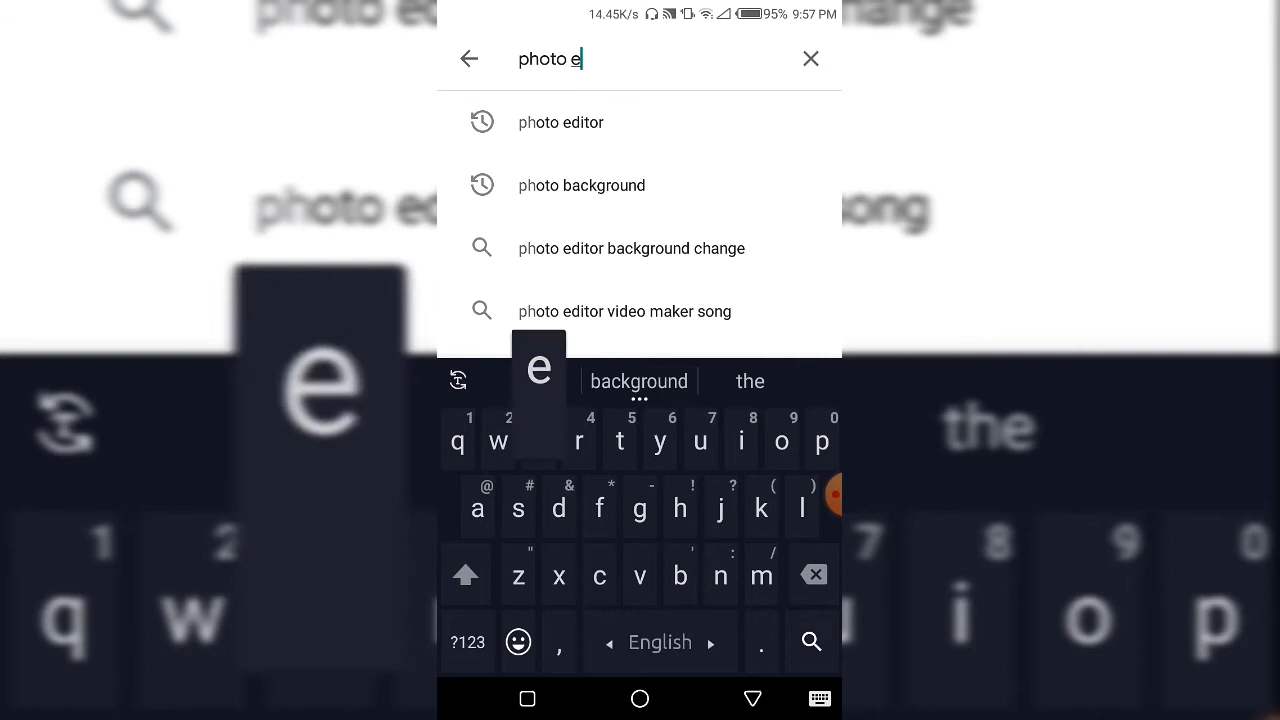 14.45K/s 95% 9:57 PM
photo e
photo editor
photo background
photo editor background change
photo editor video maker song
e
background the
1 2 4 5 6 7 8 9 0
q w r t y u i o p
@ # & * - ! ? ( )
a s d f g h j k l
" ' : /
z x c v b n m
?123 , English .